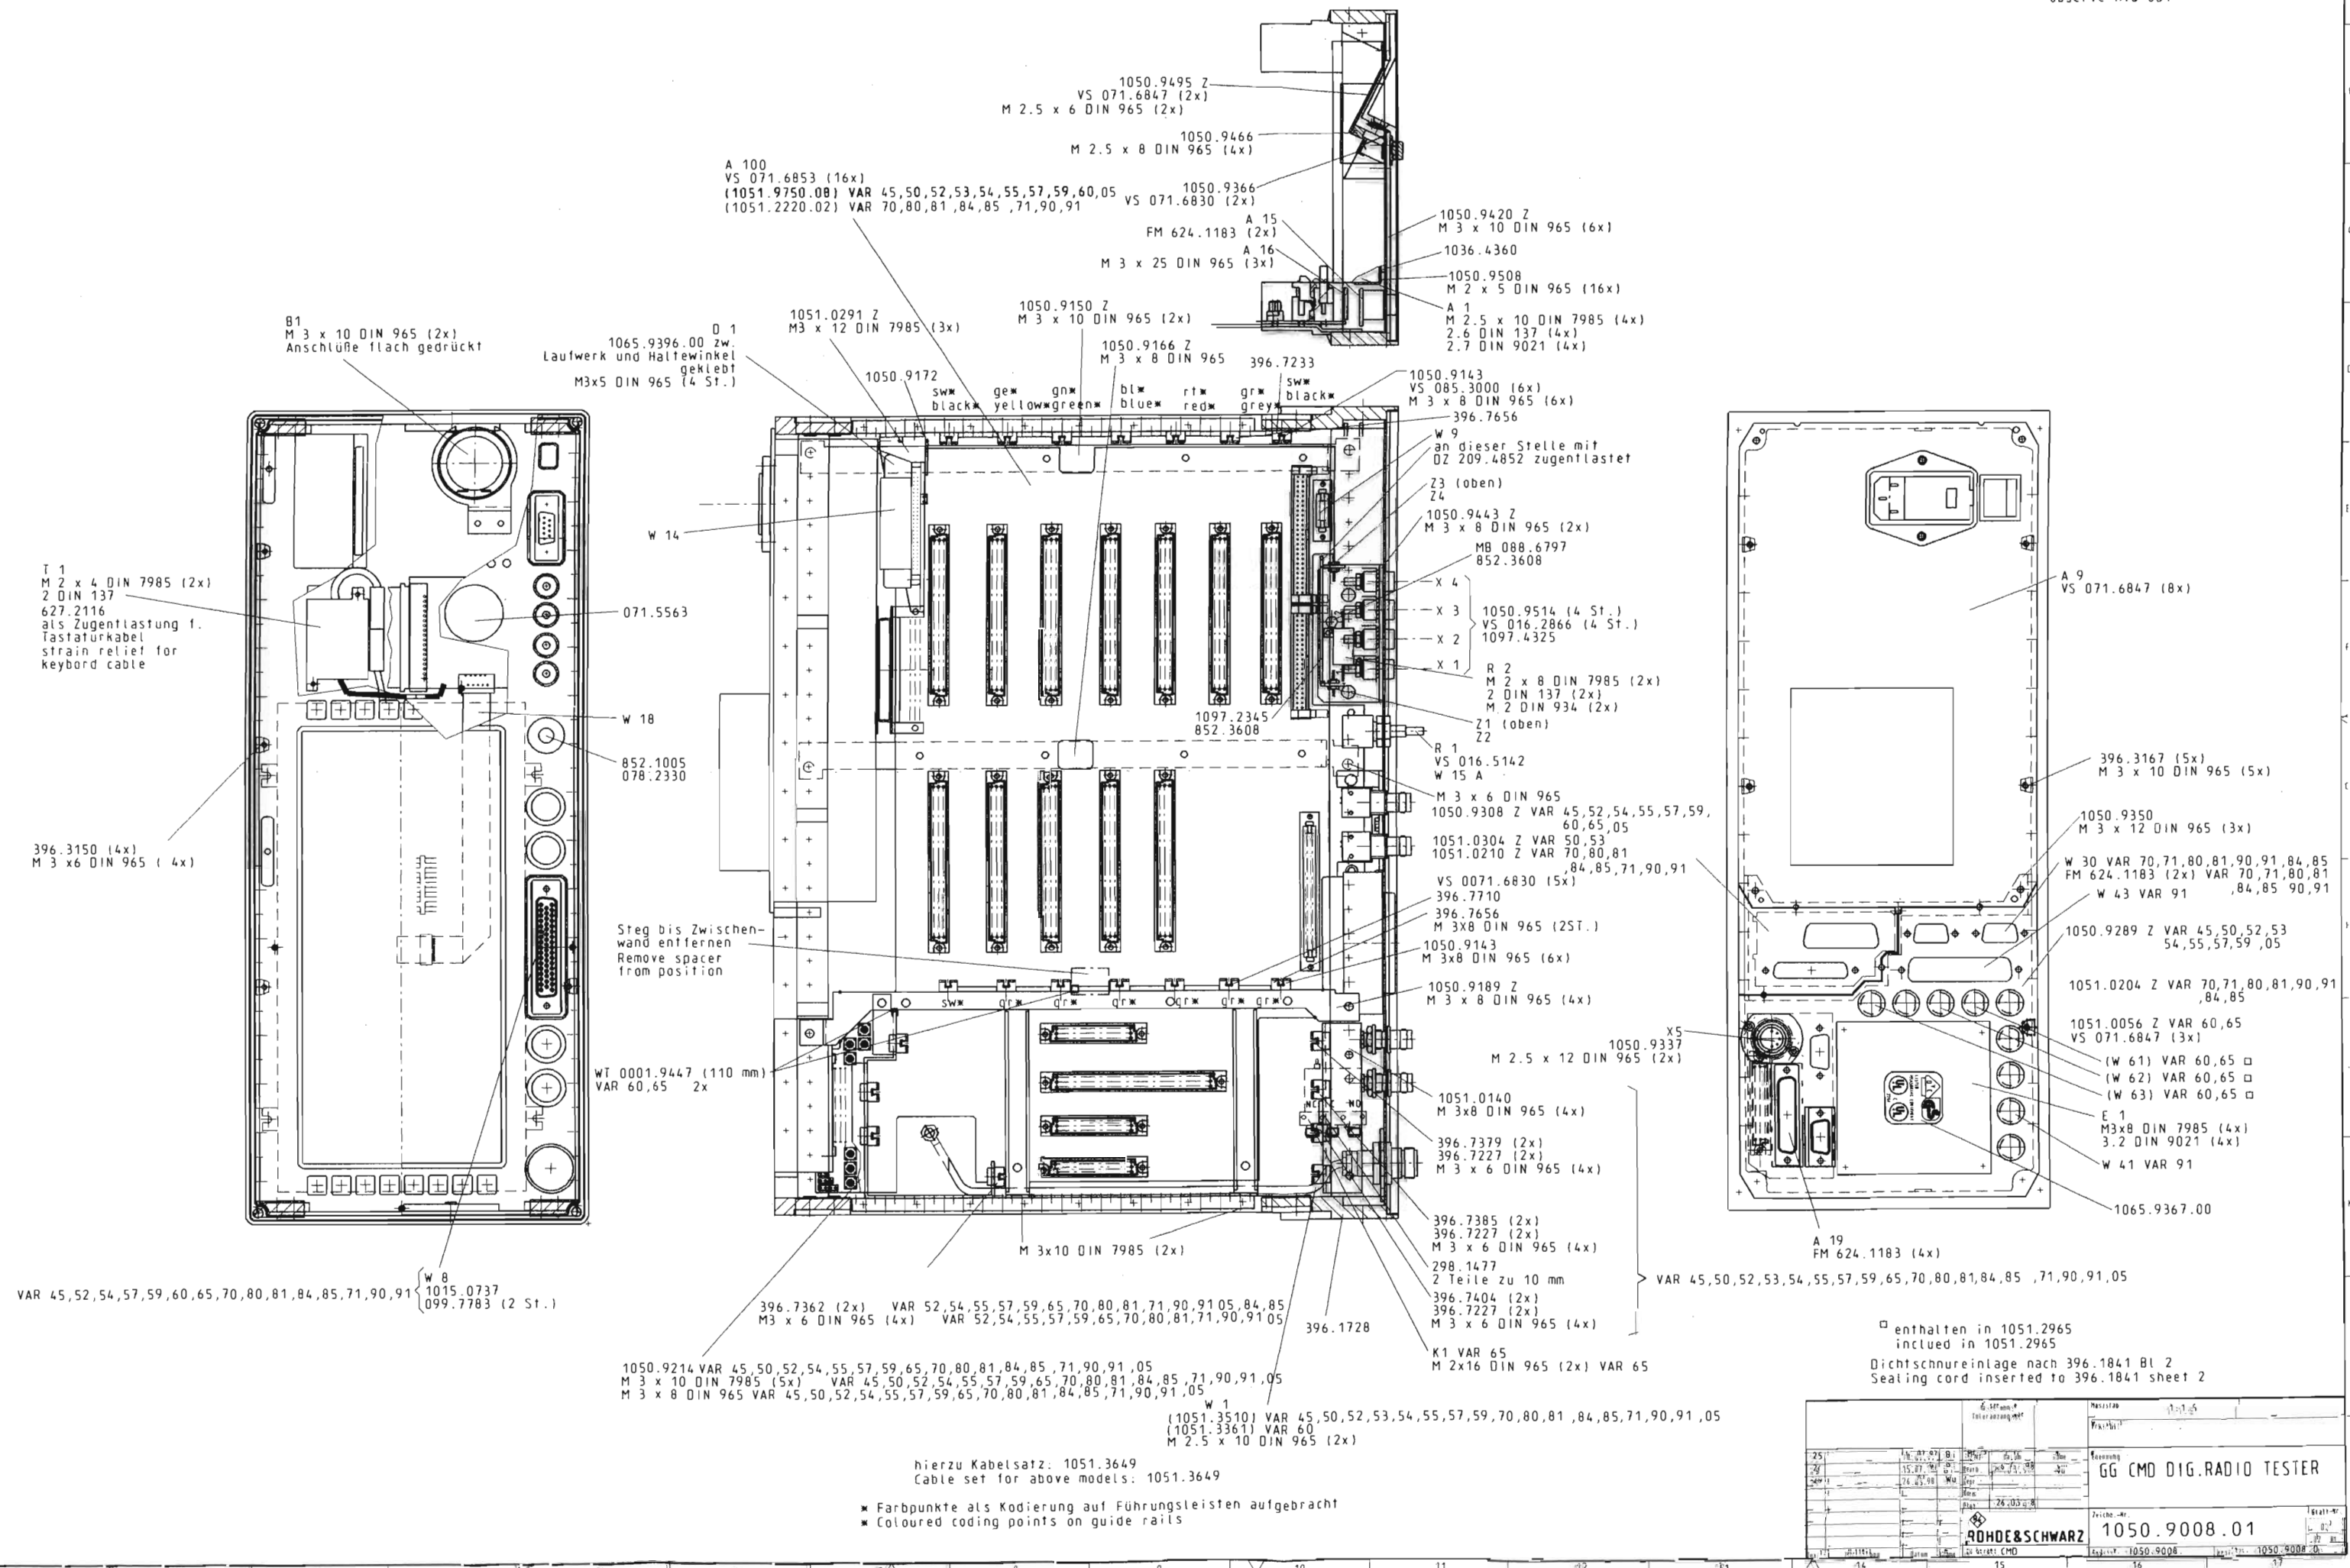 1050.9495 Z
VS 071.6847 (2x)
M 2.5 x 6 DIN 965 (2x)
1050.9466
M 2.5 x 8 DIN 965 (4x)
1050.9366
VS 071.6830 (2x)
A 15
FM 624.1183 (2x)
A 16
M 3 x 25 DIN 965 (3x)
1050.9420 Z
M 3 x 10 DIN 965 (6x)
1036.4360
1050.9508
M 2 x 5 DIN 965 (16x)
A 1
M 2.5 x 10 DIN 7985 (4x)
2.6 DIN 137 (4x)
2.7 DIN 9021 (4x)
A 100
VS 071.6853 (16x)
(1051.9750.08) VAR 45,50,52,53,54,55,57,59,60,05
(1051.2220.02) VAR 70,80,81,84,85 ,71,90,91
B1
M 3 x 10 DIN 965 (2x)
Anschlüße flach gedrückt
D 1
1065.9396.00 zw.
Laufwerk und Haltewinkel
geklebt
M3x5 DIN 965 (4 St.)
1051.0291 Z
M3 x 12 DIN 7985 (3x)
1050.9150 Z
M 3 x 10 DIN 965 (2x)
1050.9166 Z
M 3 x 8 DIN 965
1050.9172
396.7233
sw* ge* gn* bl* rt* gr* sw*
black* yellow* green* blue* red* grey* black*
1050.9143
VS 085.3000 (6x)
M 3 x 8 DIN 965 (6x)
396.7656
W 9
an dieser Stelle mit
DZ 209.4852 zugentlastet
Z3 (oben)
Z4
1050.9443 Z
M 3 x 8 DIN 965 (2x)
MB 088.6797
852.3608
X 4
X 3
X 2
X 1
1050.9514 (4 St.)
VS 016.2866 (4 St.)
1097.4325
R 2
M 2 x 8 DIN 7985 (2x)
2 DIN 137 (2x)
M 2 DIN 934 (2x)
Z1 (oben)
Z2
1097.2345
852.3608
R 1
VS 016.5142
W 15 A
M 3 x 6 DIN 965
1050.9308 Z VAR 45,52,54,55,57,59,
60,65,05
1051.0304 Z VAR 50,53
1051.0210 Z VAR 70,80,81
,84,85,71,90,91
VS 0071.6830 (5x)
396.7710
396.7656
M 3X8 DIN 965 (2ST.)
1050.9143
M 3x8 DIN 965 (6x)
1050.9189 Z
M 3 x 8 DIN 965 (4x)
W 14
T 1
M 2 x 4 DIN 7985 (2x)
2 DIN 137
627.2116
als Zugentlastung f.
Tastaturkabel
strain relief for
keybord cable
071.5563
W 18
852.1005
078.2330
396.3150 (4x)
M 3 x6 DIN 965 ( 4x)
Steg bis Zwischen-
wand entfernen
Remove spacer
from position
sw* gr* gr* gr* gr* gr* gr*
WT 0001.9447 (110 mm)
VAR 60,65 2x
NC NO
A 9
VS 071.6847 (8x)
396.3167 (5x)
M 3 x 10 DIN 965 (5x)
1050.9350
M 3 x 12 DIN 965 (3x)
W 30 VAR 70,71,80,81,90,91,84,85
FM 624.1183 (2x) VAR 70,71,80,81
,84,85 90,91
W 43 VAR 91
1050.9289 Z VAR 45,50,52,53
54,55,57,59 ,05
1051.0204 Z VAR 70,71,80,81,90,91
,84,85
1051.0056 Z VAR 60,65
VS 071.6847 (3x)
(W 61) VAR 60,65 □
(W 62) VAR 60,65 □
(W 63) VAR 60,65 □
E 1
M3x8 DIN 7985 (4x)
3.2 DIN 9021 (4x)
W 41 VAR 91
1065.9367.00
X5
1050.9337
M 2.5 x 12 DIN 965 (2x)
A 19
FM 624.1183 (4x)
1051.0140
M 3x8 DIN 965 (4x)
396.7379 (2x)
396.7227 (2x)
M 3 x 6 DIN 965 (4x)
396.7385 (2x)
396.7227 (2x)
M 3 x 6 DIN 965 (4x)
298.1477
2 Teile zu 10 mm
396.7404 (2x)
396.7227 (2x)
M 3 x 6 DIN 965 (4x)
VAR 45,50,52,53,54,55,57,59,65,70,80,81,84,85 ,71,90,91,05
K1 VAR 65
M 2x16 DIN 965 (2x) VAR 65
396.1728
M 3x10 DIN 7985 (2x)
VAR 45,52,54,57,59,60,65,70,80,81,84,85,71,90,91
W 8
1015.0737
099.7783 (2 St.)
396.7362 (2x) VAR 52,54,55,57,59,65,70,80,81,71,90,91 05,84,85
M3 x 6 DIN 965 (4x) VAR 52,54,55,57,59,65,70,80,81,71,90,91 05
1050.9214 VAR 45,50,52,54,55,57,59,65,70,80,81,84,85 ,71,90,91,05
M 3 x 10 DIN 7985 (5x) VAR 45,50,52,54,55,57,59,65,70,80,81,84,85 ,71,90,91,05
M 3 x 8 DIN 965 VAR 45,50,52,54,55,57,59,65,70,80,81,84,85,71,90,91,05
W 1
(1051.3510) VAR 45,50,52,53,54,55,57,59,70,80,81 ,84,85,71,90,91 ,05
(1051.3361) VAR 60
M 2.5 x 10 DIN 965 (2x)
hierzu Kabelsatz: 1051.3649
Cable set for above models: 1051.3649
* Farbpunkte als Kodierung auf Führungsleisten aufgebracht
* Coloured coding points on guide rails
□ enthalten in 1051.2965
inclued in 1051.2965
Dichtschnureinlage nach 396.1841 Bl 2
Sealing cord inserted to 396.1841 sheet 2
Benennung
GG CMD DIG.RADIO TESTER
ROHDE&SCHWARZ
1050.9008.01
CMD
1050.9008
14 15 16 17